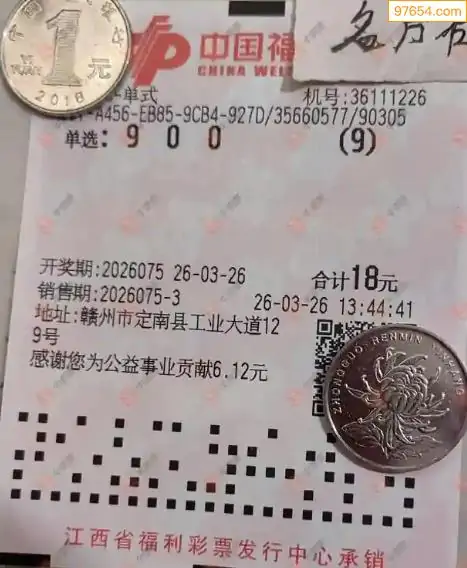 97654.com
1
YI
YUAN
元
2018
中国福
CHINA WEL
单式
机号:36111226
A456-EB85-9CB4-927D/35660577/90305
单选: 9 0 0 (9)
开奖期:2026075 26-03-26
合计18元
销售期:2026075-3
26-03-26 13:44:41
地址:赣州市定南县工业大道12
9号
感谢您为公益事业贡献6.12元
ZHONGGUO RENMIN YINHANG
江西省福利彩票发行中心承销